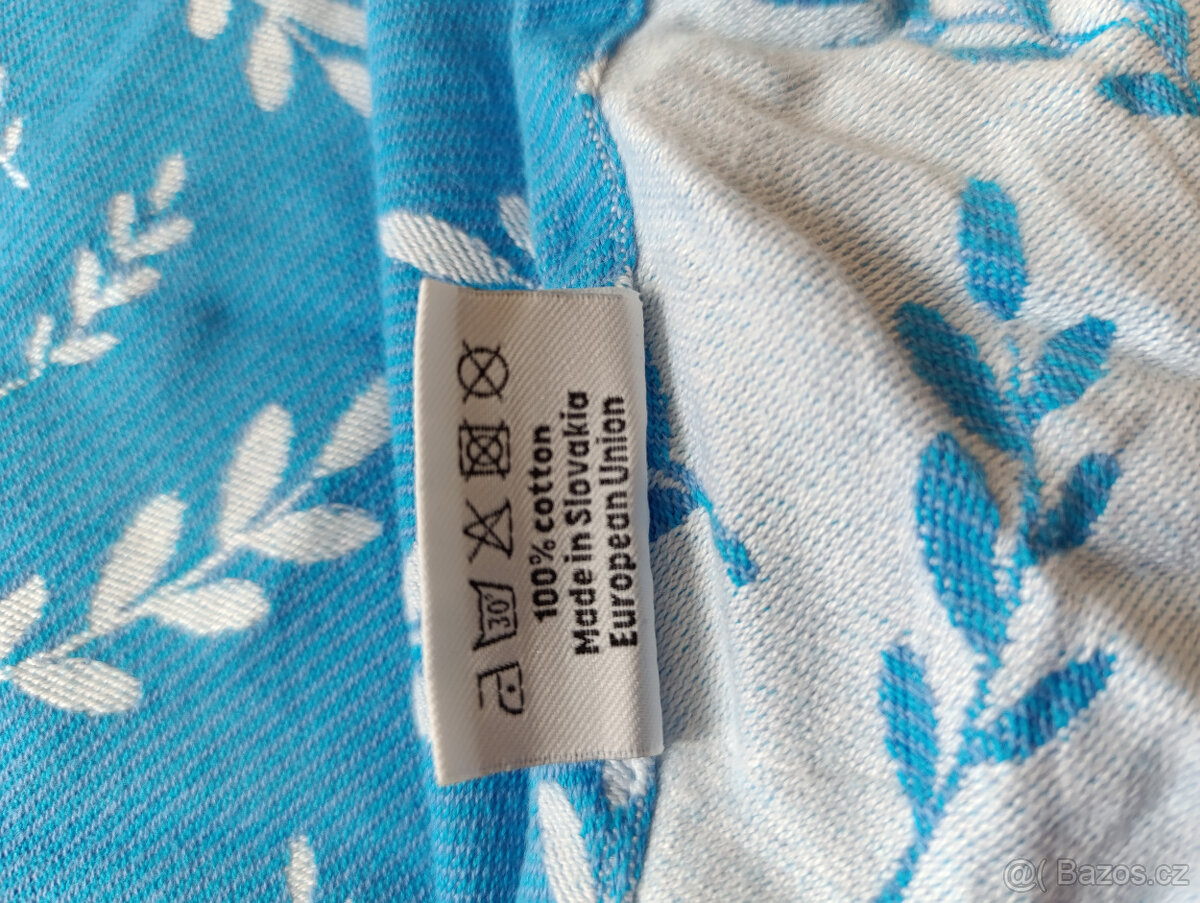 30°
100% cotton
Made in Slovakia
European Union
@( Bazos.cz